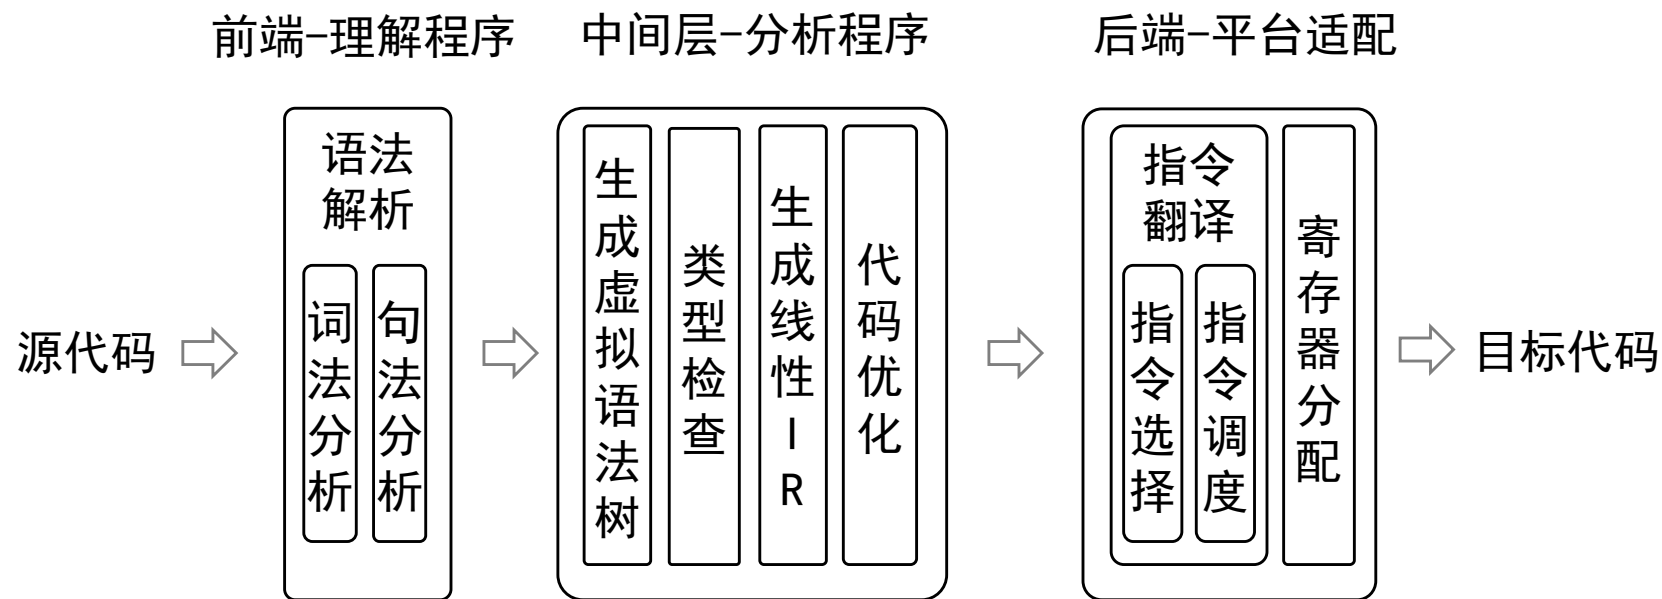 前端-理解程序
中间层-分析程序
后端-平台适配
源代码
语法
解析
词法分析
句法分析
生成虚拟语法树
类型检查
生成线性IR
代码优化
指令
翻译
指令选择
指令调度
寄存器分配
目标代码